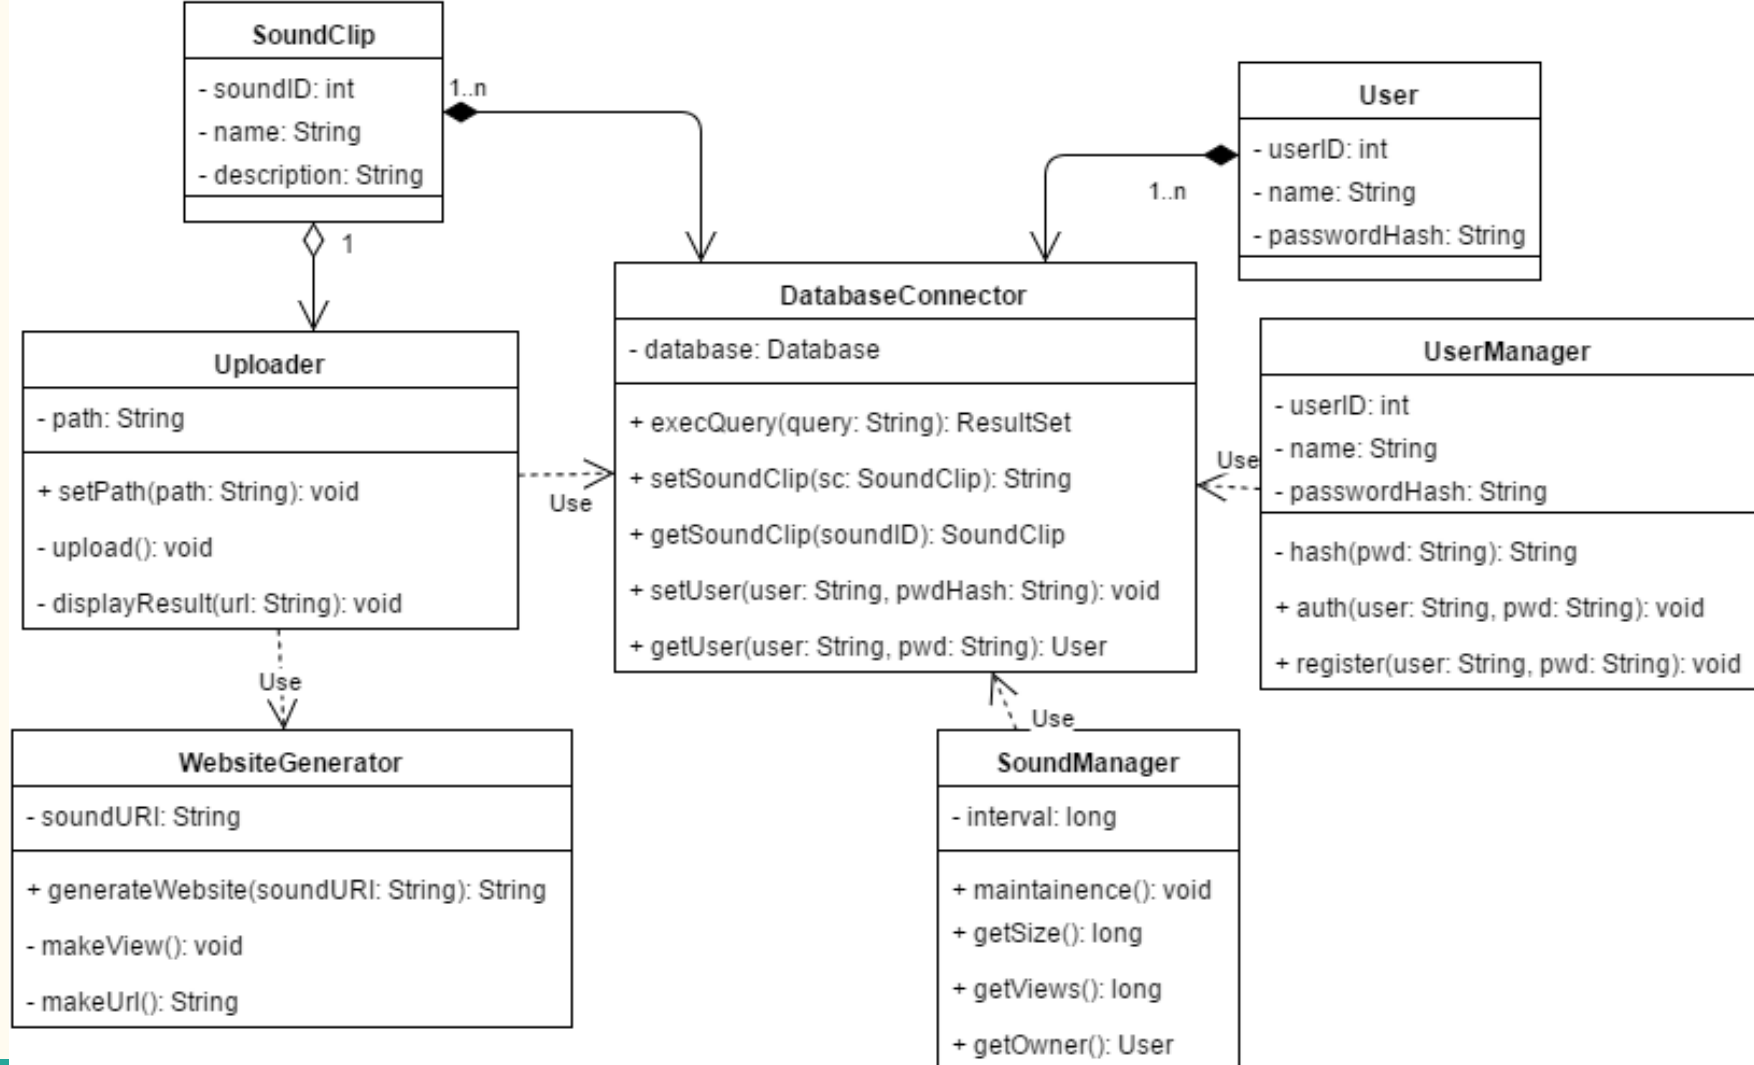 SoundClip
- soundID: int
- name: String
- description: String
1..n
1
User
- userID: int
- name: String
- passwordHash: String
1..n
DatabaseConnector
- database: Database
+ execQuery(query: String): ResultSet
+ setSoundClip(sc: SoundClip): String
+ getSoundClip(soundID): SoundClip
+ setUser(user: String, pwdHash: String): void
+ getUser(user: String, pwd: String): User
Uploader
- path: String
+ setPath(path: String): void
- upload(): void
- displayResult(url: String): void
Use
Use
UserManager
- userID: int
- name: String
- passwordHash: String
- hash(pwd: String): String
+ auth(user: String, pwd: String): void
+ register(user: String, pwd: String): void
Use
WebsiteGenerator
- soundURI: String
+ generateWebsite(soundURI: String): String
- makeView(): void
- makeUrl(): String
Use
SoundManager
- interval: long
+ maintainence(): void
+ getSize(): long
+ getViews(): long
+ getOwner(): User